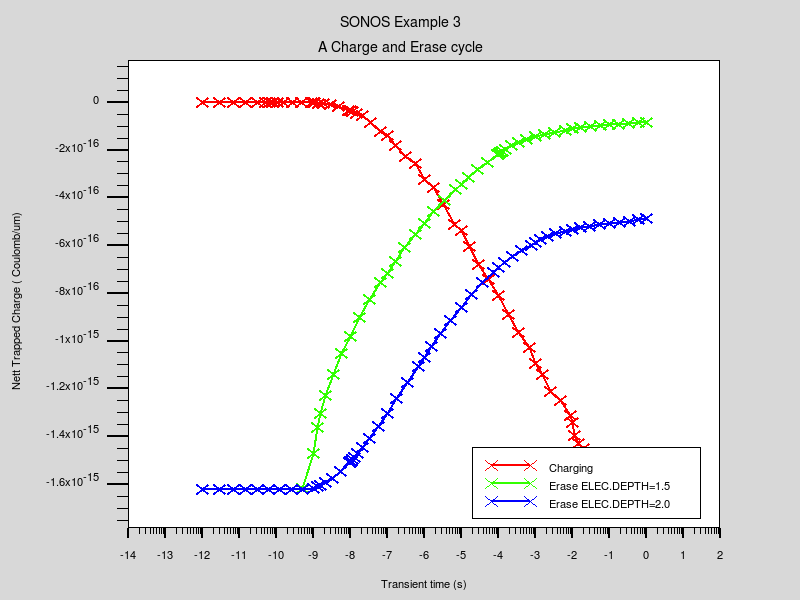 SONOS Example 3
A Charge and Erase cycle
Nett Trapped Charge ( Coulomb/um)
0
-2x10^-16
-4x10^-16
-6x10^-16
-8x10^-16
-1x10^-15
-1.2x10^-15
-1.4x10^-15
-1.6x10^-15
Charging
Erase ELEC.DEPTH=1.5
Erase ELEC.DEPTH=2.0
-14 -13 -12 -11 -10 -9 -8 -7 -6 -5 -4 -3 -2 -1 0 1 2
Transient time (s)